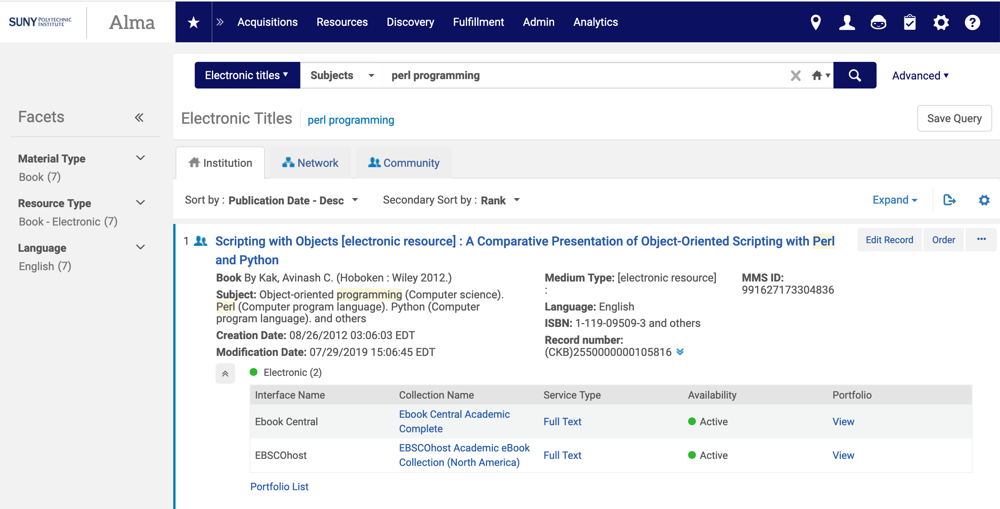 SUNY POLYTECHNIC INSTITUTE
Alma
Acquisitions Resources Discovery Fulfillment Admin Analytics
Electronic titles Subjects perl programming Advanced
Facets
Electronic Titles perl programming Save Query
Material Type
Book (7)
Resource Type
Book - Electronic (7)
Language
English (7)
Institution Network Community
Sort by : Publication Date - Desc Secondary Sort by : Rank Expand
1 Scripting with Objects [electronic resource] : A Comparative Presentation of Object-Oriented Scripting with Perl
and Python
Edit Record Order ...
Book By Kak, Avinash C. (Hoboken : Wiley 2012.)
Subject: Object-oriented programming (Computer science).
Perl (Computer program language). Python (Computer
program language). and others
Creation Date: 08/26/2012 03:06:03 EDT
Modification Date: 07/29/2019 15:06:45 EDT
Medium Type: [electronic resource]
:
Language: English
ISBN: 1-119-09509-3 and others
Record number:
(CKB)2550000000105816
MMS ID:
991627173304836
Electronic (2)
Interface Name Collection Name Service Type Availability Portfolio
Ebook Central Ebook Central Academic
Complete Full Text Active View
EBSCOhost EBSCOhost Academic eBook
Collection (North America) Full Text Active View
Portfolio List